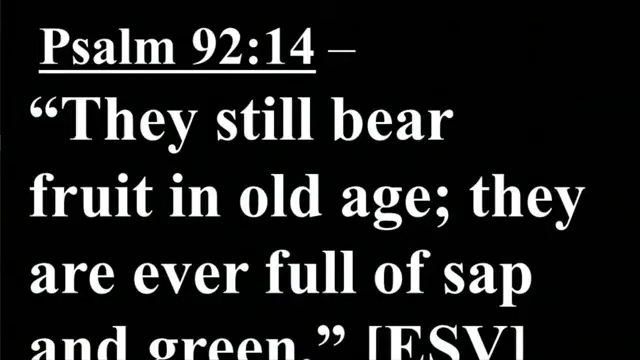 Psalm 92:14 –
“They still bear
fruit in old age; they
are ever full of sap
and green.” [ESV]